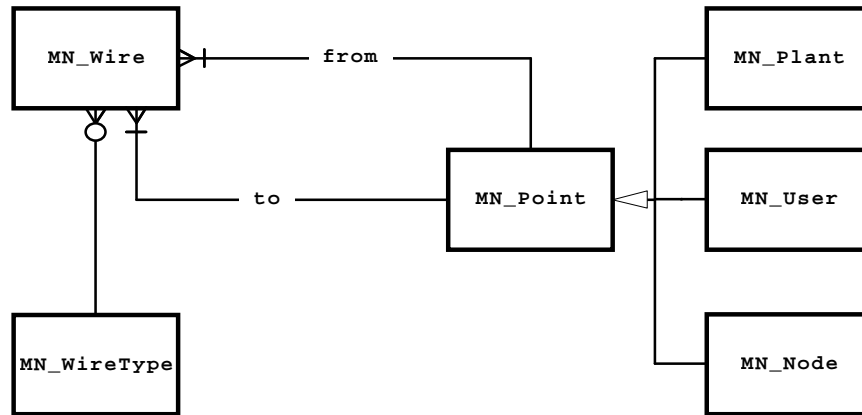 MN_Wire
from
MN_Plant
to
MN_Point
MN_User
MN_WireType
MN_Node